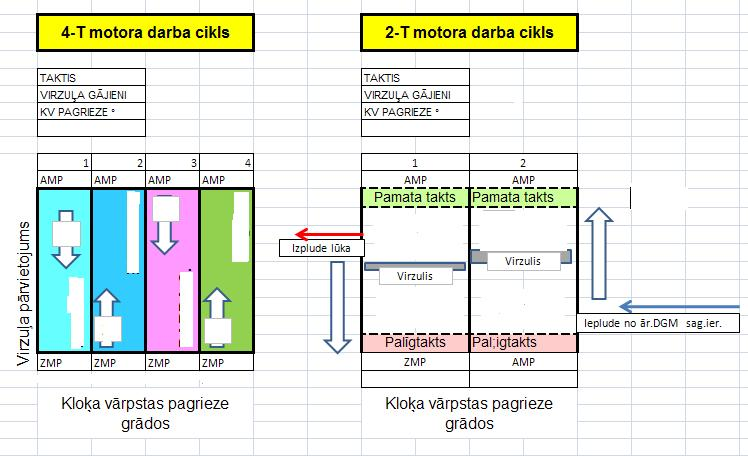 4-T motora darba cikls
2-T motora darba cikls
TAKTIS
VIRZUĻA GĀJIENI
KV PAGRIEZE °
TAKTIS
VIRZUĻA GĀJIENI
KV PAGRIEZE °
1 2 3 4
AMP AMP AMP AMP
1 2
AMP AMP
Pamata takts Pamata takts
Izplude lūka
Virzulis
Virzulis
Ieplude no ār.DGM sag.ier.
Palīgtakts Pal;igtakts
Virzuļa pārvietojums
ZMP ZMP ZMP ZMP
ZMP AMP
Kloķa vārpstas pagrieze
grādos
Kloķa vārpstas pagrieze
grādos